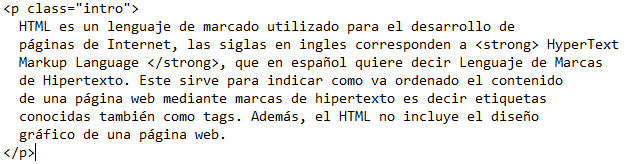 <p class="intro">
HTML es un lenguaje de marcado utilizado para el desarrollo de
páginas de Internet, las siglas en ingles corresponden a <strong> HyperText
Markup Language </strong>, que en español quiere decir Lenguaje de Marcas
de Hipertexto. Este sirve para indicar como va ordenado el contenido
de una página web mediante marcas de hipertexto es decir etiquetas
conocidas también como tags. Además, el HTML no incluye el diseño
gráfico de una página web.
</p>